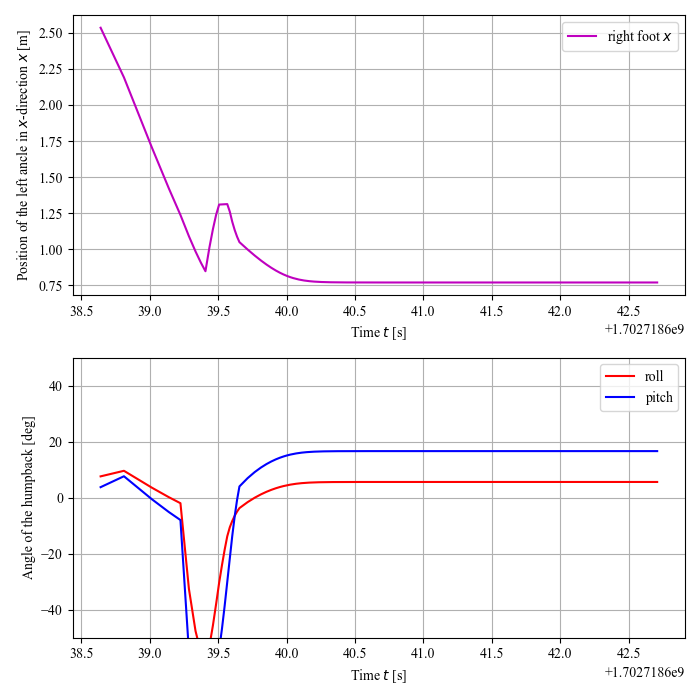 Position of the left angle in x-direction x [m]
2.50
2.25
2.00
1.75
1.50
1.25
1.00
0.75
right foot x
38.5 39.0 39.5 40.0 40.5 41.0 41.5 42.0 42.5
+1.7027186e9
Time t [s]
Angle of the humpback [deg]
40
20
0
−20
−40
roll
pitch
38.5 39.0 39.5 40.0 40.5 41.0 41.5 42.0 42.5
+1.7027186e9
Time t [s]